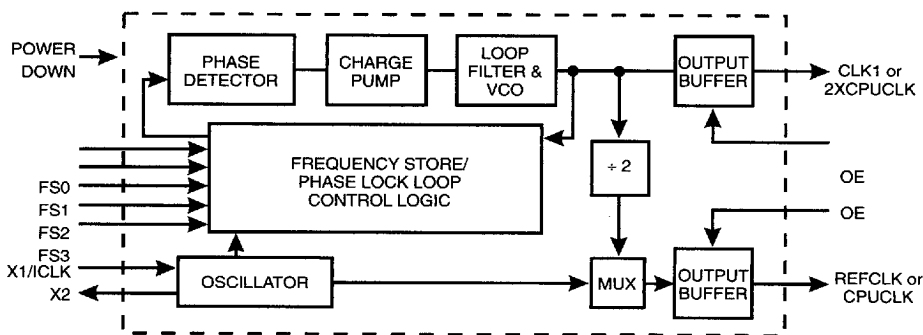 POWER
DOWN
PHASE
DETECTOR
CHARGE
PUMP
LOOP
FILTER &
VCO
OUTPUT
BUFFER
CLK1 or
2XCPUCLK
FREQUENCY STORE/
PHASE LOCK LOOP
CONTROL LOGIC
÷ 2
OE
OE
FS0
FS1
FS2
FS3
X1/ICLK
X2
OSCILLATOR
MUX
OUTPUT
BUFFER
REFCLK or
CPUCLK